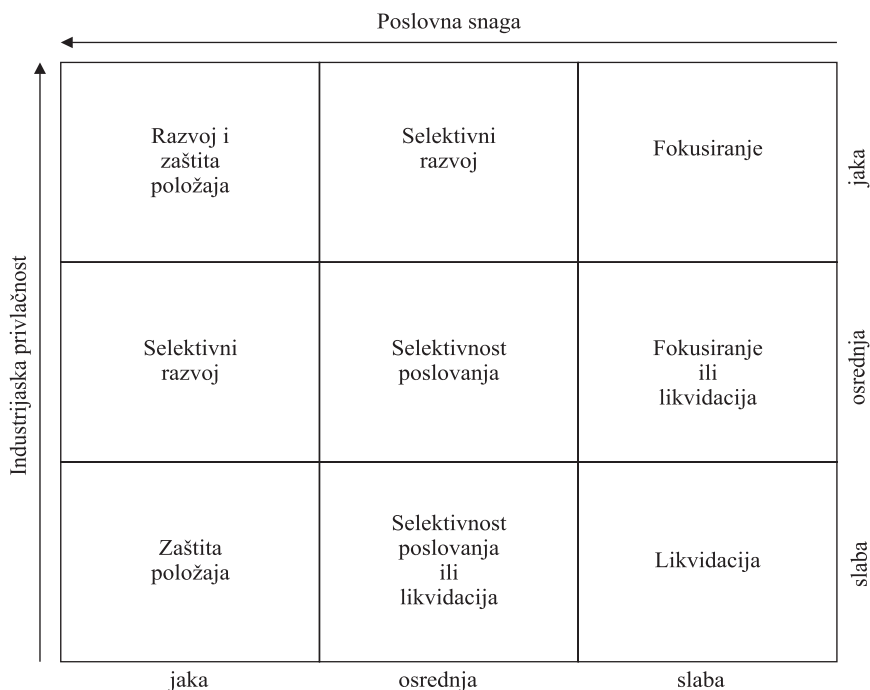 Poslovna snaga
Industrijaska privlačnost
Razvoj i
zaštita
položaja
Selektivni
razvoj
Fokusiranje
jaka
Selektivni
razvoj
Selektivnost
poslovanja
Fokusiranje
ili
likvidacija
osrednja
Zaštita
položaja
Selektivnost
poslovanja
ili
likvidacija
Likvidacija
slaba
jaka
osrednja
slaba